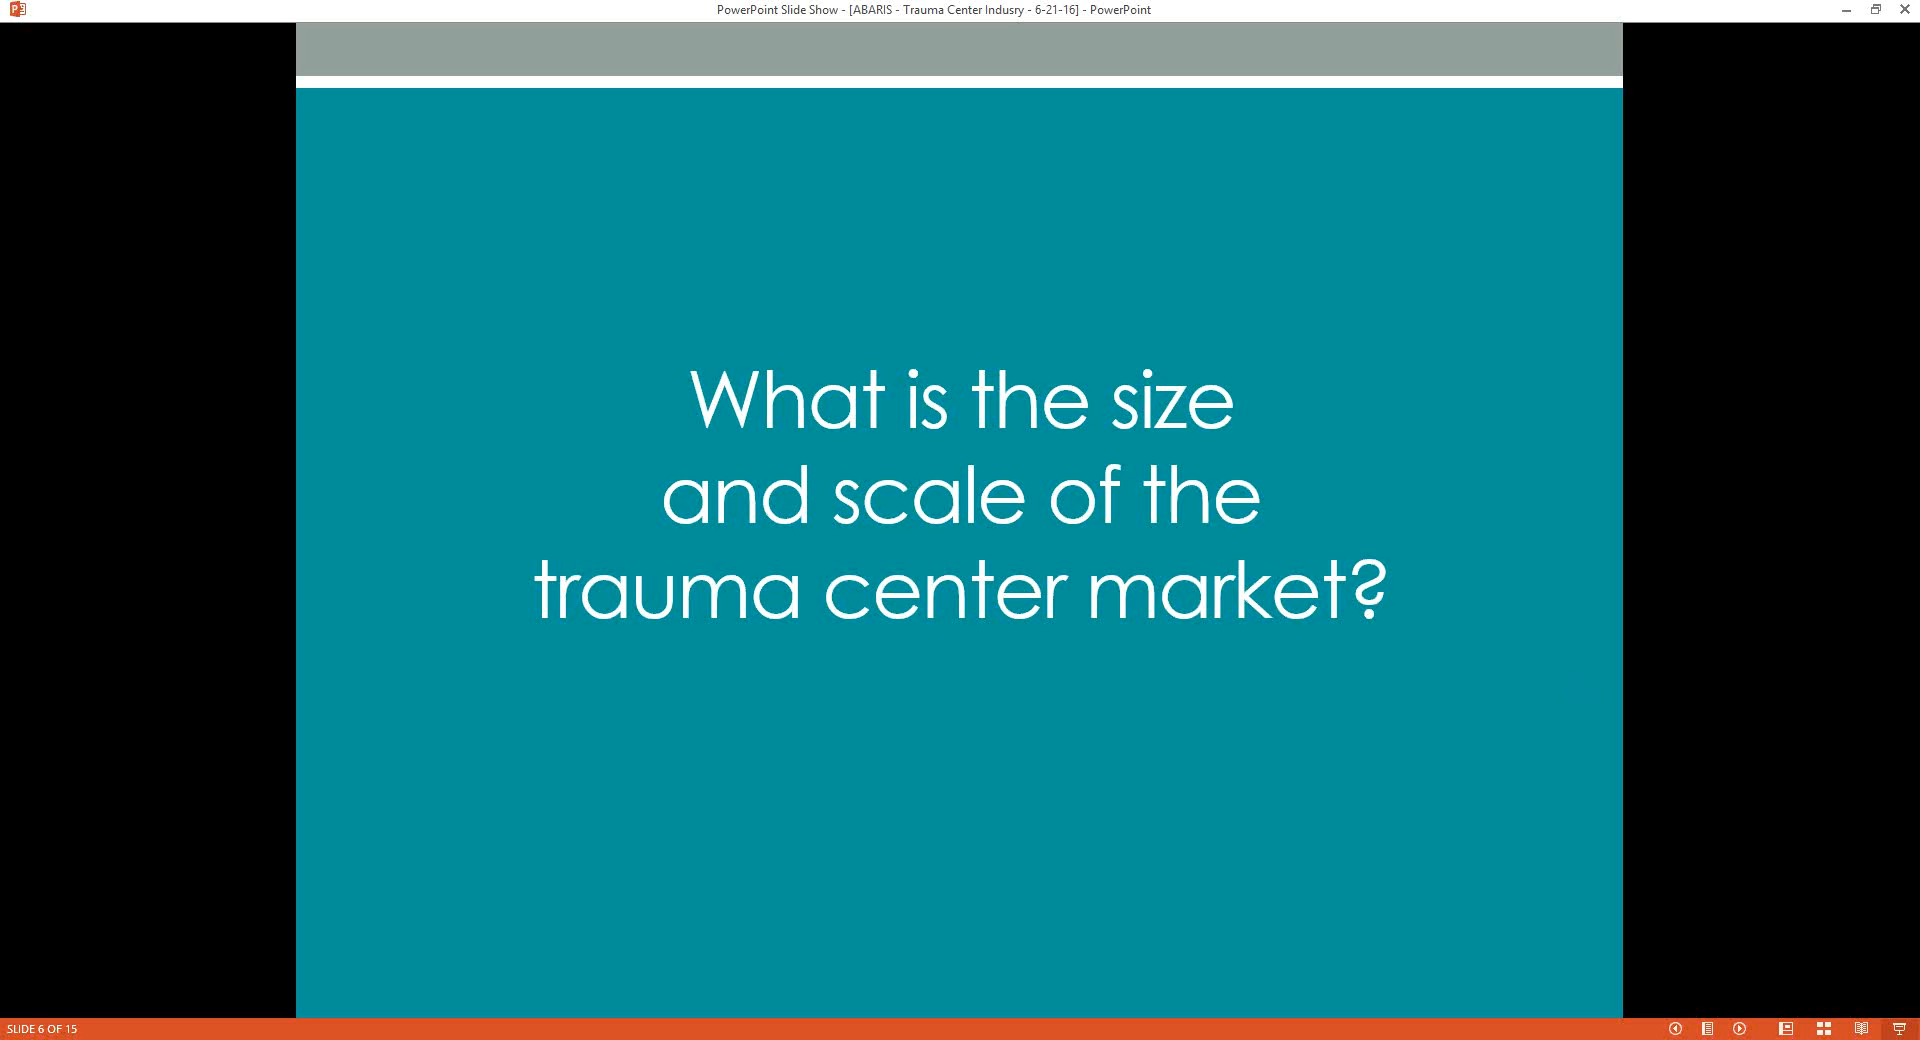 PowerPoint Slide Show - [ABARIS - Trauma Center Indusry - 6-21-16] - PowerPoint
What is the size
and scale of the
trauma center market?
SLIDE 6 OF 15